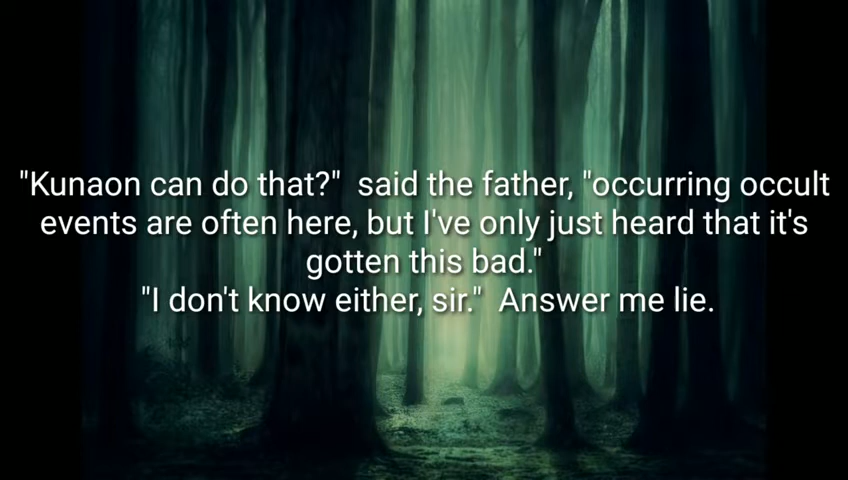 "Kunaon can do that?"  said the father, "occurring occult
events are often here, but I've only just heard that it's
gotten this bad."
"I don't know either, sir."  Answer me lie.